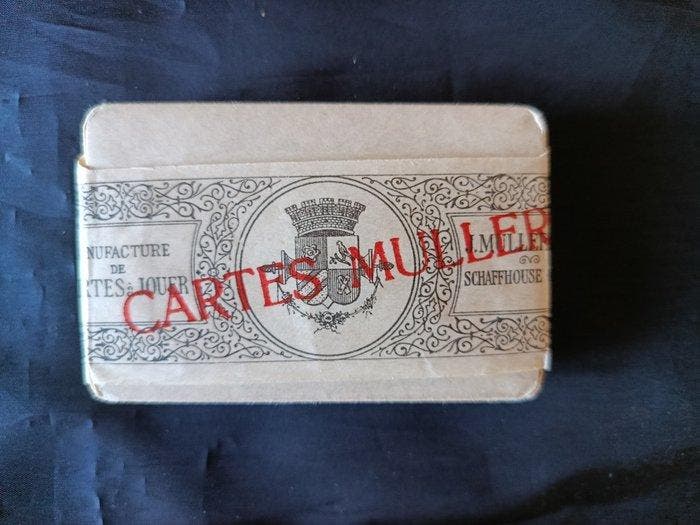 NUFACTURE
DE
RTES à JOUER
CARTES MULLER
J. MULLER
SCHAFFHOUSE